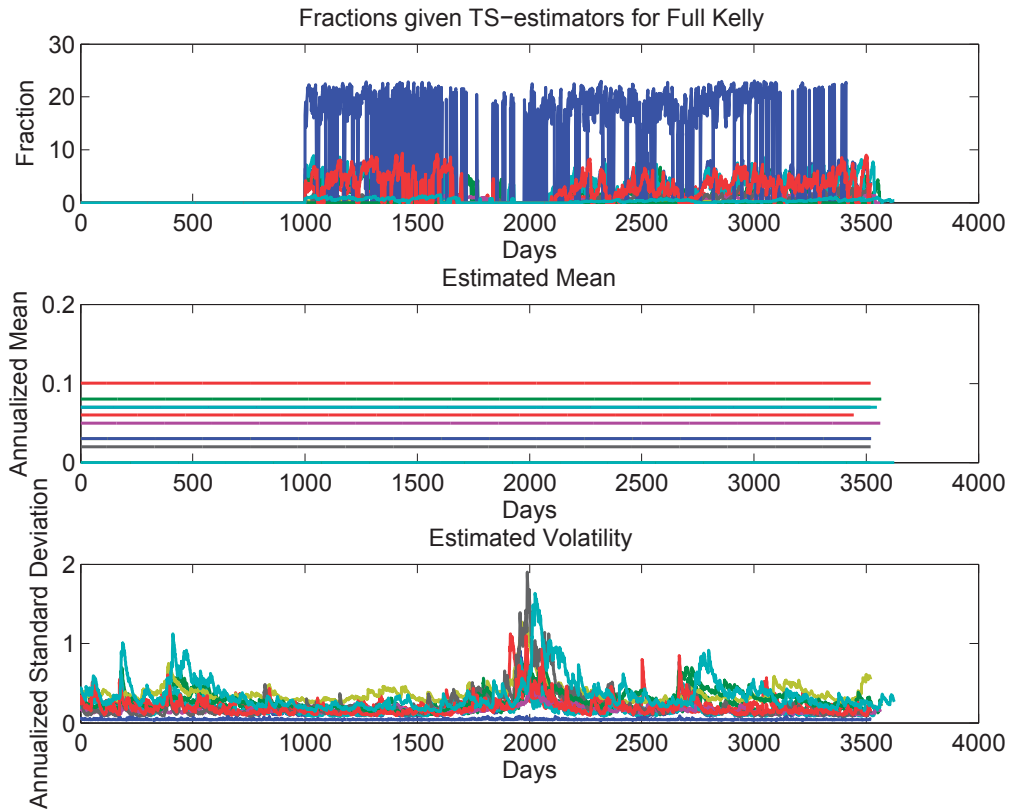 Fractions given TS−estimators for Full Kelly
30
20
10
0
Fraction
0 500 1000 1500 2000 2500 3000 3500 4000
Days
Estimated Mean
0.2
0.1
0
Annualized Mean
0 500 1000 1500 2000 2500 3000 3500 4000
Days
Estimated Volatility
2
1
0
Annualized Standard Deviation
0 500 1000 1500 2000 2500 3000 3500 4000
Days